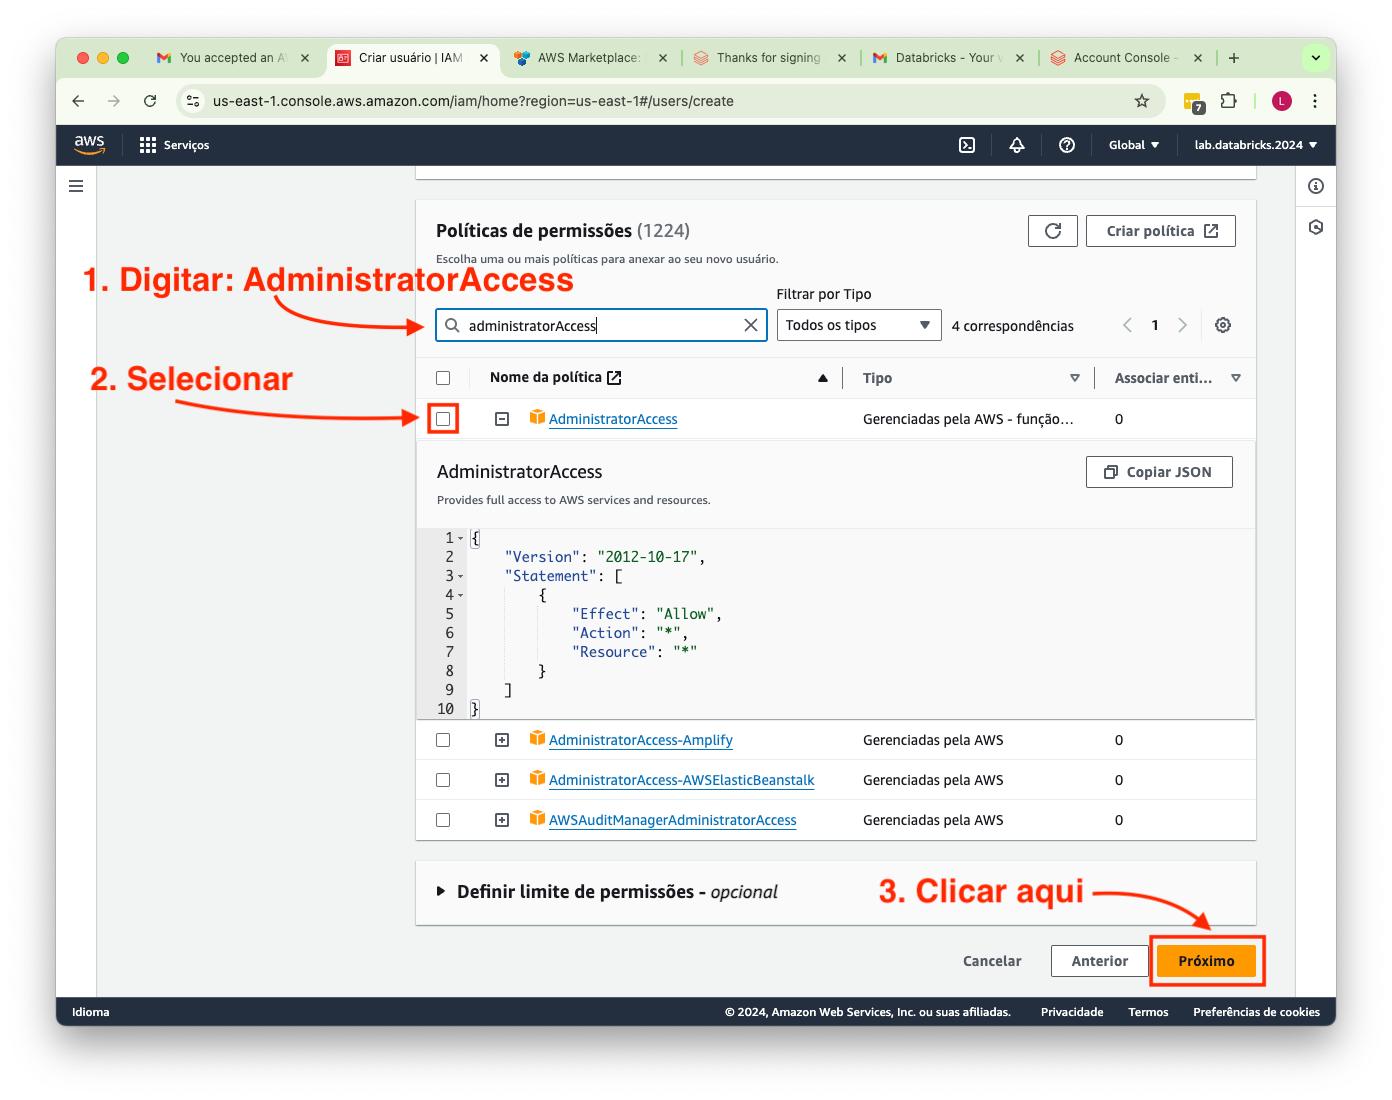 You accepted an A
Criar usuário | IAM
AWS Marketplace:
Thanks for signing
Databricks - Your v
Account Console -
us-east-1.console.aws.amazon.com/iam/home?region=us-east-1#/users/create
7
L
aws
Serviços
Global
lab.databricks.2024
Políticas de permissões (1224)
Criar política
Escolha uma ou mais políticas para anexar ao seu novo usuário.
1. Digitar: AdministratorAccess
Filtrar por Tipo
administratorAccess
Todos os tipos
4 correspondências
1
2. Selecionar
Nome da política
Tipo
Associar enti...
AdministratorAccess
Gerenciadas pela AWS - função...
0
AdministratorAccess
Copiar JSON
Provides full access to AWS services and resources.
1 {
2 "Version": "2012-10-17",
3 "Statement": [
4 {
5 "Effect": "Allow",
6 "Action": "*",
7 "Resource": "*"
8 }
9 ]
10 }
AdministratorAccess-Amplify
Gerenciadas pela AWS
0
AdministratorAccess-AWSElasticBeanstalk
Gerenciadas pela AWS
0
AWSAuditManagerAdministratorAccess
Gerenciadas pela AWS
0
Definir limite de permissões - opcional
3. Clicar aqui
Cancelar
Anterior
Próximo
Idioma
© 2024, Amazon Web Services, Inc. ou suas afiliadas.
Privacidade
Termos
Preferências de cookies